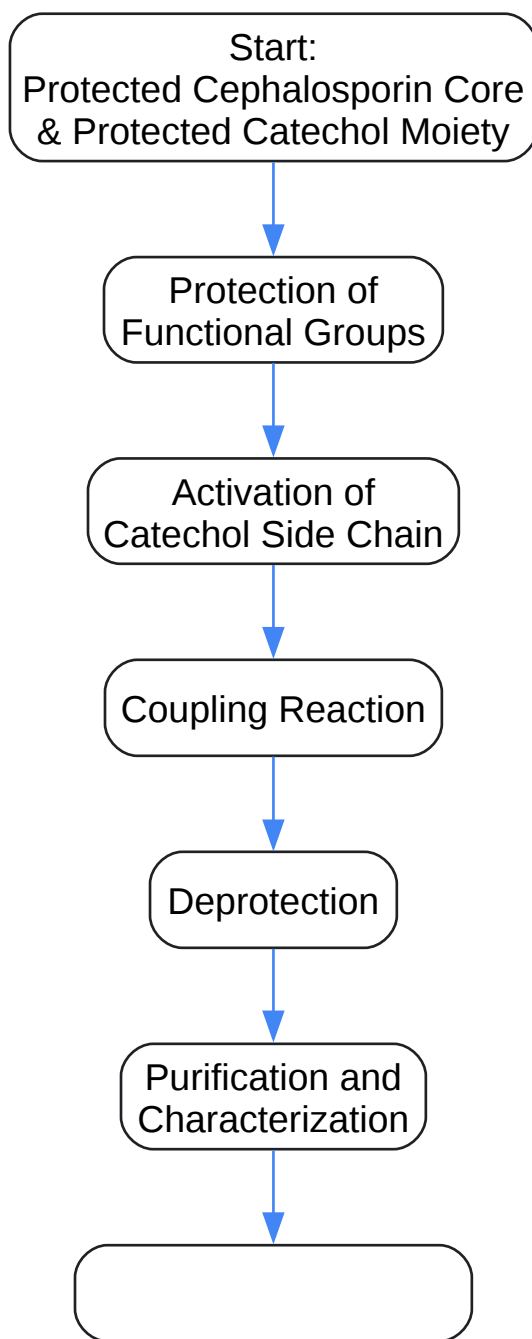 Start:
Protected Cephalosporin Core
& Protected Catechol Moiety
Protection of
Functional Groups
Activation of
Catechol Side Chain
Coupling Reaction
Deprotection
Purification and
Characterization